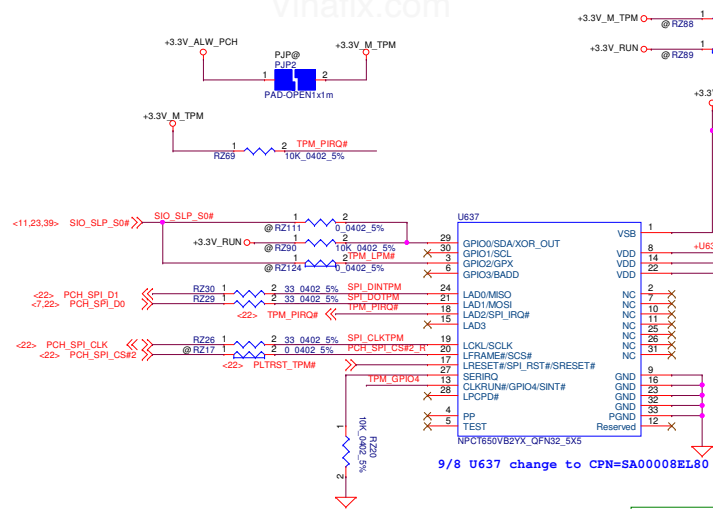 vinafix.com
+3.3V_M_TPM 1
@ RZ88
+3.3V_RUN 1
@ RZ89
+3.3V_ALW_PCH
PJP@
PJP2
+3.3V_M_TPM
1 2
PAD-OPEN1x1m
+3.3V_M_TPM
1 2 TPM_PIRQ#
RZ69 10K_0402_5%
<11,23,39> SIO_SLP_S0# SIO_SLP_S0# 1 2
@ RZ111 0_0402_5%
+3.3V_RUN 1 2
@ RZ90 10K_0402_5%
TPM_LPM#
1 2
@ RZ124 0_0402_5%
<22> PCH_SPI_D1 RZ30 1 2 33_0402_5% SPI_DINTPM
<7,22> PCH_SPI_D0 RZ29 1 2 33_0402_5% SPI_DOTPM
<22> TPM_PIRQ# TPM_PIRQ#
<22> PCH_SPI_CLK RZ26 1 2 33_0402_5% SPI_CLKTPM
<22> PCH_SPI_CS#2 @ RZ17 1 2 0_0402_5% PCH_SPI_CS#2_R
<22> PLTRST_TPM#
TPM_GPIO4
1
RZ20
10K_0402_5%
2
U637
29 GPIO0/SDA/XOR_OUT
30 GPIO1/SCL
3 GPIO2/GPX
6 GPIO3/BADD
24 LAD0/MISO
21 LAD1/MOSI
18 LAD2/SPI_IRQ#
15 LAD3
19 LCKL/SCLK
20 LFRAME#/SCS#
17 LRESET#/SPI_RST#/SRESET#
27 SERIRQ
13 CLKRUN#/GPIO4/SINT#
28 LPCPD#
4 PP
5 TEST
VSB 1
VDD 8
VDD 14
VDD 22
NC 2
NC 7
NC 10
NC 11
NC 25
NC 26
NC 31
GND 9
GND 16
GND 23
GND 32
PGND 33
Reserved 12
NPCT650VB2YX_QFN32_5X5
9/8 U637 change to CPN=SA00008EL80